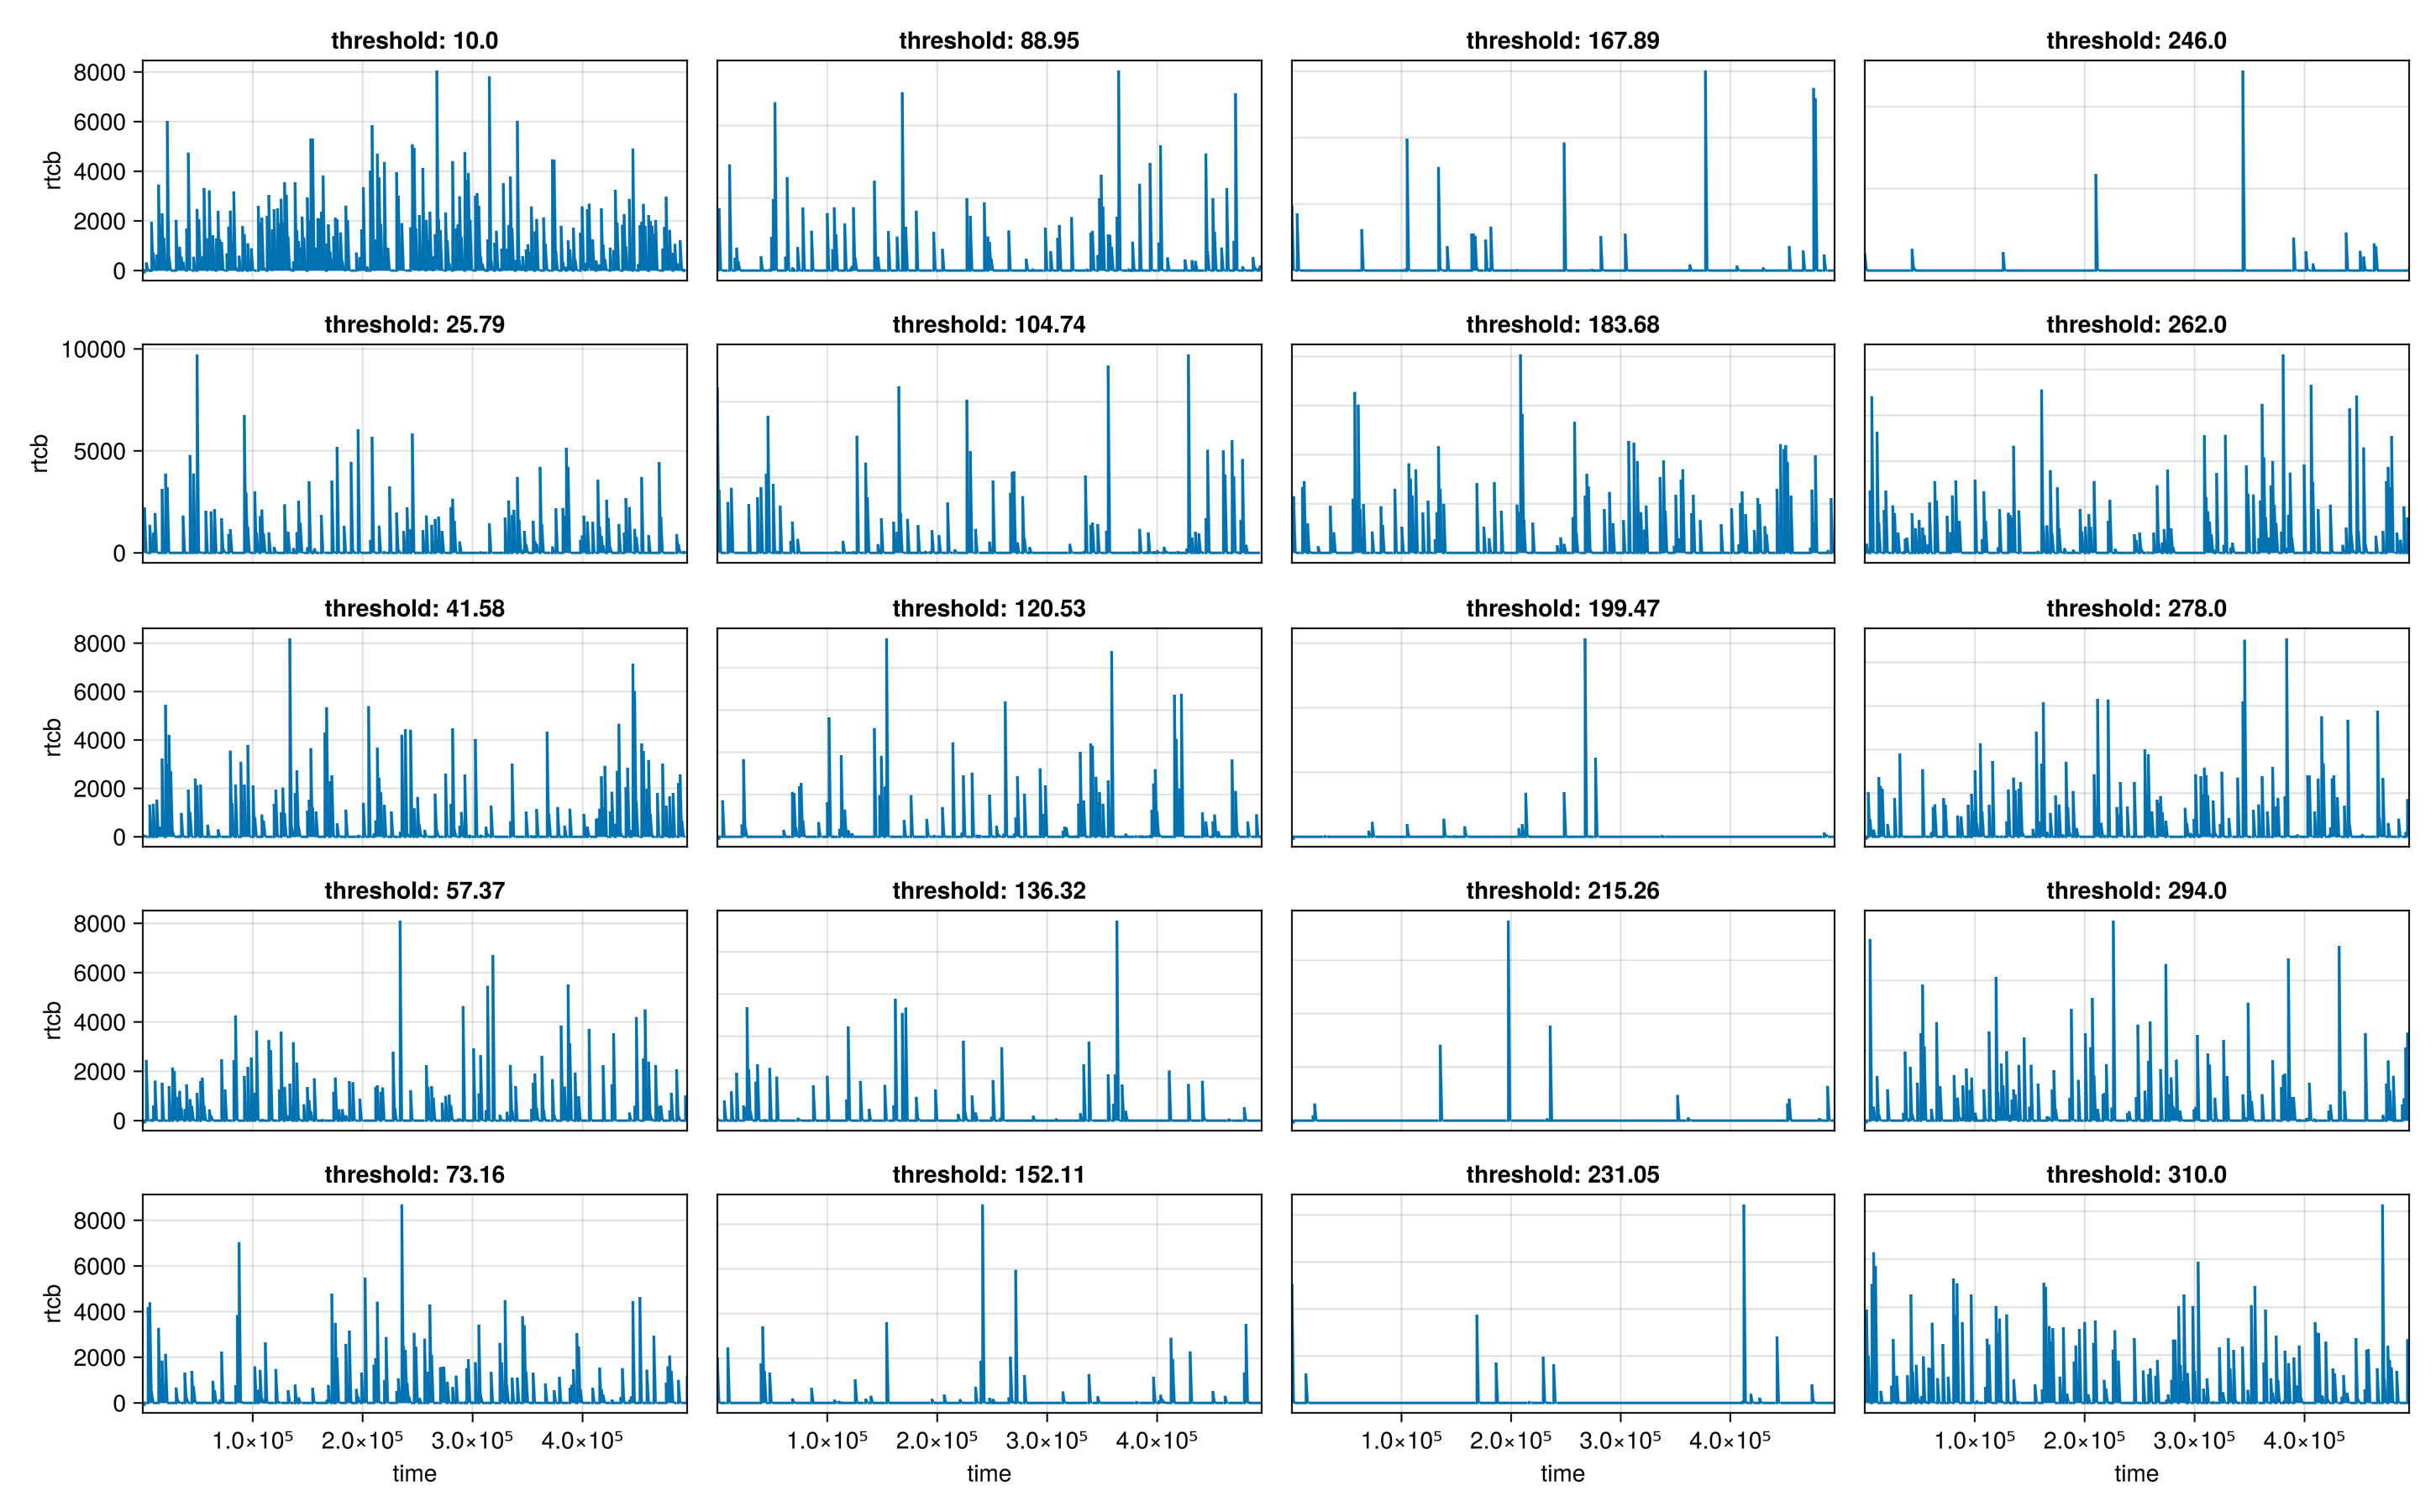 threshold: 10.0 threshold: 88.95 threshold: 167.89 threshold: 246.0
8000
6000
4000
2000
0
rtcb
threshold: 25.79 threshold: 104.74 threshold: 183.68 threshold: 262.0
10000
5000
0
rtcb
threshold: 41.58 threshold: 120.53 threshold: 199.47 threshold: 278.0
8000
6000
4000
2000
0
rtcb
threshold: 57.37 threshold: 136.32 threshold: 215.26 threshold: 294.0
8000
6000
4000
2000
0
rtcb
threshold: 73.16 threshold: 152.11 threshold: 231.05 threshold: 310.0
8000
6000
4000
2000
0
rtcb
1.0×10⁵ 2.0×10⁵ 3.0×10⁵ 4.0×10⁵ 1.0×10⁵ 2.0×10⁵ 3.0×10⁵ 4.0×10⁵ 1.0×10⁵ 2.0×10⁵ 3.0×10⁵ 4.0×10⁵ 1.0×10⁵ 2.0×10⁵ 3.0×10⁵ 4.0×10⁵
time time time time